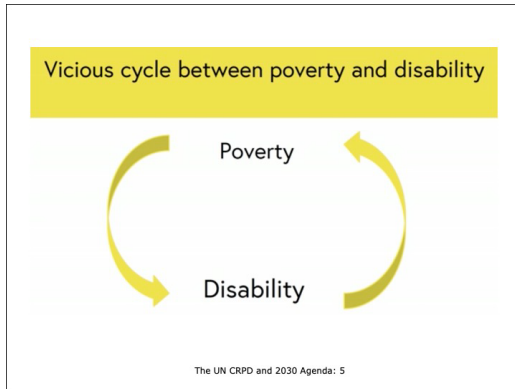 Vicious cycle between poverty and disability
Poverty
Disability
The UN CRPD and 2030 Agenda: 5